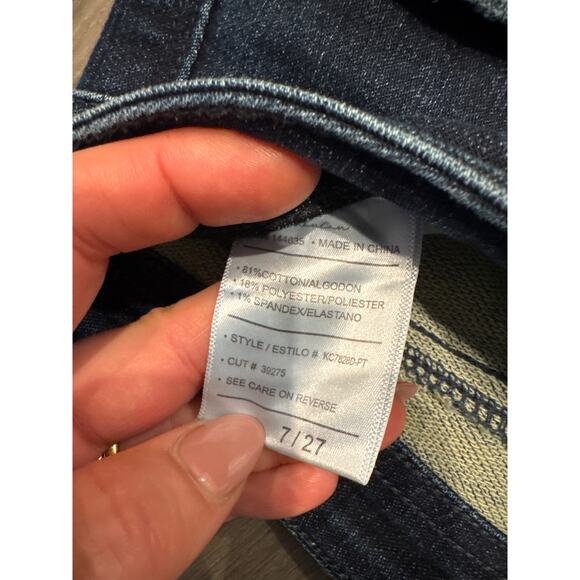 144635 • MADE IN CHINA
• 81%COTTON/ALGODON
• 18% POLYESTER/POLIESTER
• 1% SPANDEX/ELASTANO
• STYLE / ESTILO # KC7828D-PT
• CUT # 39275
• SEE CARE ON REVERSE
7 / 27